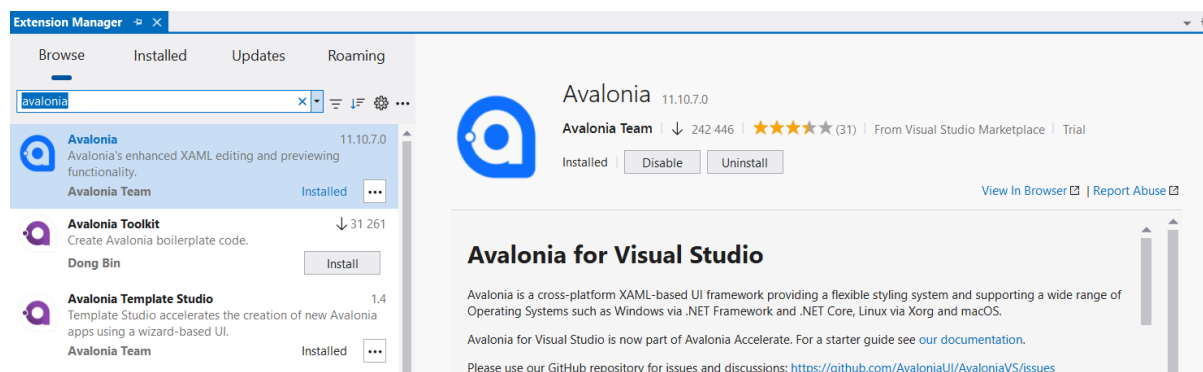 Extension Manager
Browse Installed Updates Roaming
avalonia
Avalonia 11.10.7.0
Avalonia's enhanced XAML editing and previewing
functionality.
Avalonia Team Installed
Avalonia Toolkit 31 261
Create Avalonia boilerplate code.
Dong Bin Install
Avalonia Template Studio 1.4
Template Studio accelerates the creation of new Avalonia
apps using a wizard-based UI.
Avalonia Team Installed
Avalonia 11.10.7.0
Avalonia Team 242 446 (31) From Visual Studio Marketplace Trial
Installed Disable Uninstall
View In Browser | Report Abuse
Avalonia for Visual Studio
Avalonia is a cross-platform XAML-based UI framework providing a flexible styling system and supporting a wide range of
Operating Systems such as Windows via .NET Framework and .NET Core, Linux via Xorg and macOS.
Avalonia for Visual Studio is now part of Avalonia Accelerate. For a starter guide see our documentation.
Please use our GitHub repository for issues and discussions: https://github.com/AvaloniaUI/AvaloniaVS/issues